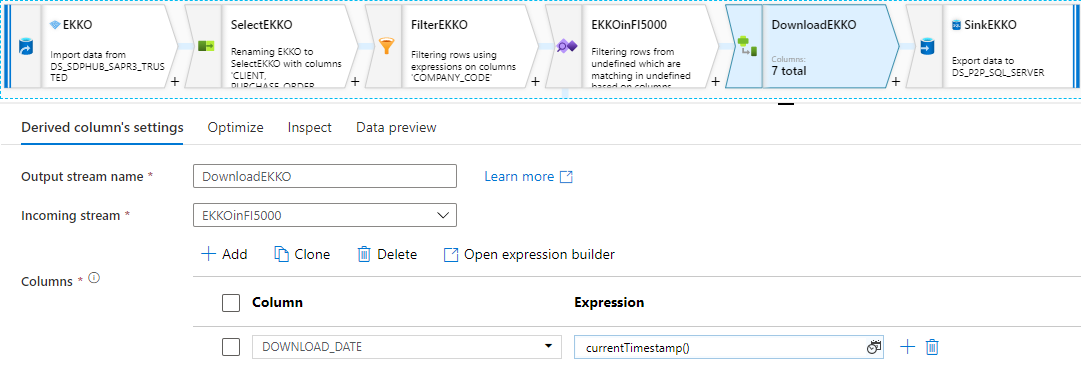 EKKO
Import data from
DS_SDPHUB_SAPR3_TRUS
TED
SelectEKKO
Renaming EKKO to
SelectEKKO with columns
'CLIENT,
PURCHASE_ORDER,
FilterEKKO
Filtering rows using
expressions on columns
'COMPANY_CODE'
EKKOinFI5000
Filtering rows from
undefined which are
matching in undefined
based on columns
DownloadEKKO
Columns:
7 total
SinkEKKO
Export data to
DS_P2P_SQL_SERVER
+ + + + +
Derived column's settings Optimize Inspect Data preview
Output stream name * DownloadEKKO Learn more
Incoming stream * EKKOinFI5000
+ Add Clone Delete Open expression builder
Columns *
Column Expression
DOWNLOAD_DATE currentTimestamp() +